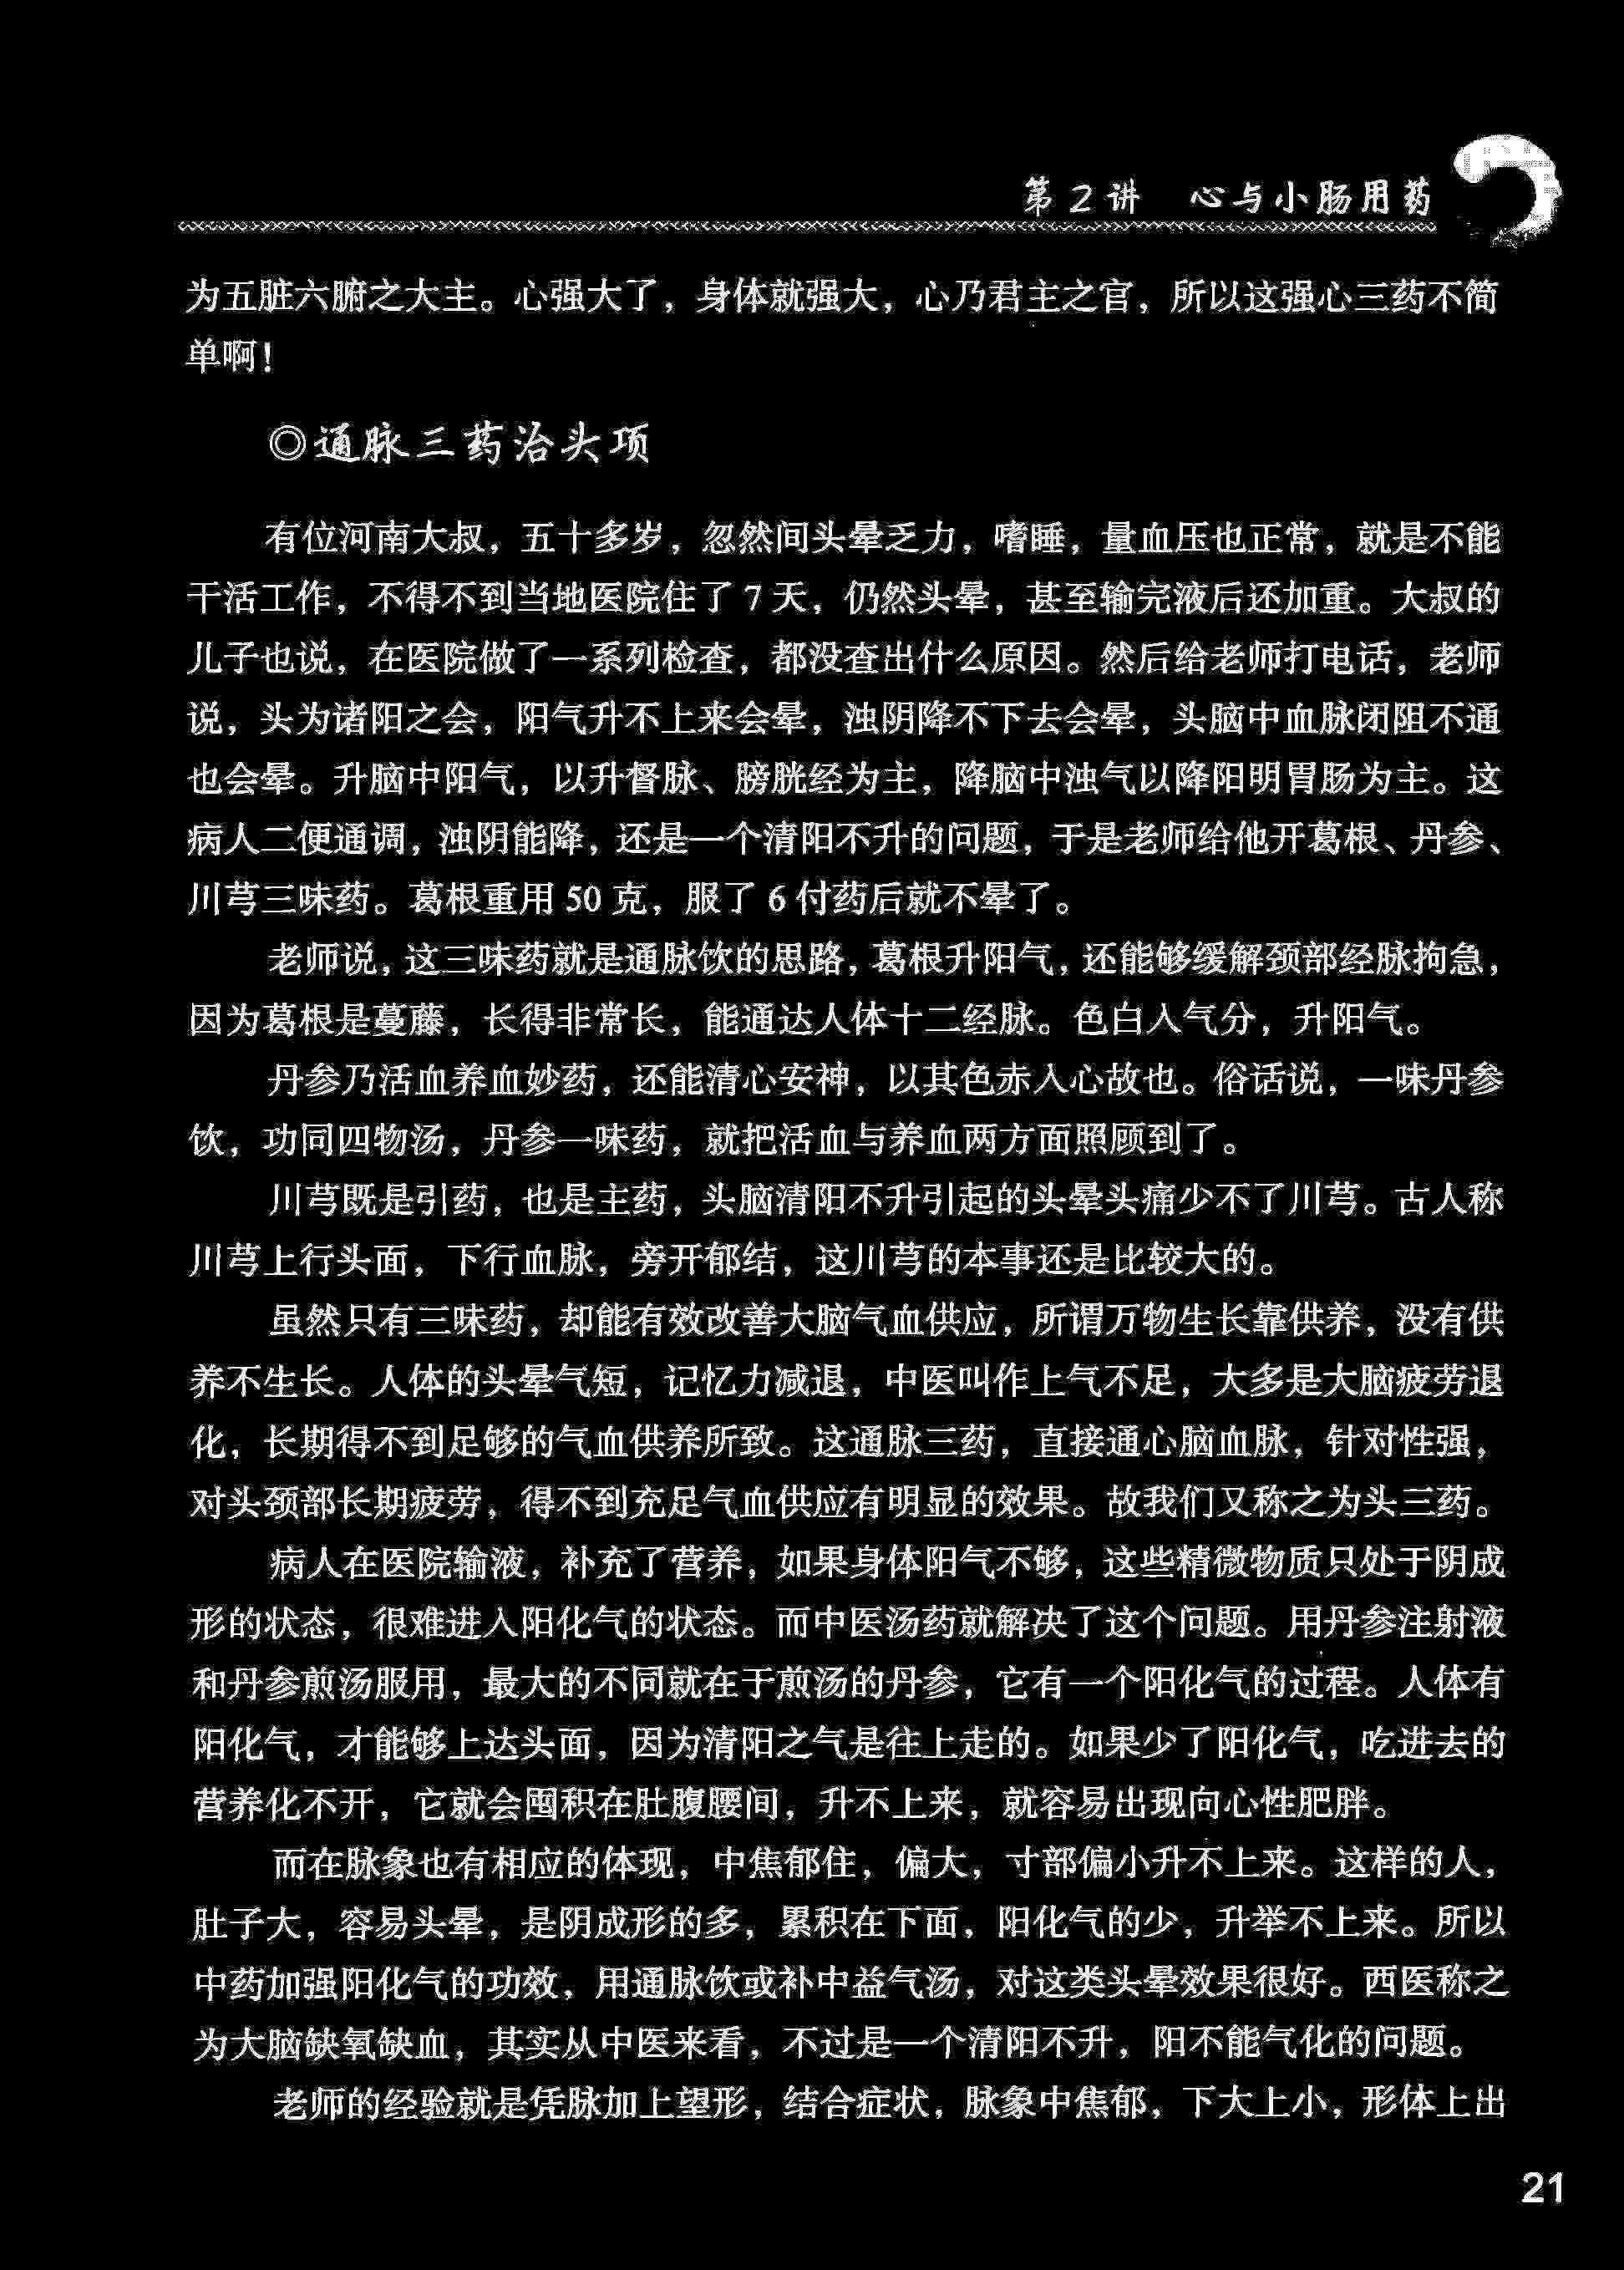 第2讲 心与小肠用药
为五脏六腑之大主。心强大了，身体就强大，心乃君主之官，所以这强心三药不简
单啊！
◎通脉三药治头项
有位河南大叔，五十多岁，忽然间头晕乏力，嗜睡，量血压也正常，就是不能
干活工作，不得不到当地医院住了7天，仍然头晕，甚至输完液后还加重。大叔的
儿子也说，在医院做了一系列检查，都没查出什么原因。然后给老师打电话，老师
说，头为诸阳之会，阳气升不上来会晕，浊阴降不下去会晕，头脑中血脉闭阻不通
也会晕。升脑中阳气，以升督脉、膀胱经为主，降脑中浊气以降阳明胃肠为主。这
病人二便通调，浊阴能降，还是一个清阳不升的问题，于是老师给他开葛根、丹参、
川芎三味药。葛根重用50克，服了6付药后就不晕了。
老师说，这三味药就是通脉饮的思路，葛根升阳气，还能够缓解颈部经脉拘急，
因为葛根是蔓藤，长得非常长，能通达人体十二经脉。色白入气分，升阳气。
丹参乃活血养血妙药，还能清心安神，以其色赤入心故也。俗话说，一味丹参
饮，功同四物汤，丹参一味药，就把活血与养血两方面照顾到了。
川芎既是引药，也是主药，头脑清阳不升引起的头晕头痛少不了川芎。古人称
川芎上行头面，下行血脉，旁开郁结，这川芎的本事还是比较大的。
虽然只有三味药，却能有效改善大脑气血供应，所谓万物生长靠供养，没有供
养不生长。人体的头晕气短，记忆力减退，中医叫作上气不足，大多是大脑疲劳退
化，长期得不到足够的气血供养所致。这通脉三药，直接通心脑血脉，针对性强，
对头颈部长期疲劳，得不到充足气血供应有明显的效果。故我们又称之为头三药。
病人在医院输液，补充了营养，如果身体阳气不够，这些精微物质只处于阴成
形的状态，很难进入阳化气的状态。而中医汤药就解决了这个问题。用丹参注射液
和丹参煎汤服用，最大的不同就在于煎汤的丹参，它有一个阳化气的过程。人体有
阳化气，才能够上达头面，因为清阳之气是往上走的。如果少了阳化气，吃进去的
营养化不开，它就会囤积在肚腹腰间，升不上来，就容易出现向心性肥胖。
而在脉象也有相应的体现，中焦郁住，偏大，寸部偏小升不上来。这样的人，
肚子大，容易头晕，是阴成形的多，累积在下面，阳化气的少，升举不上来。所以
中药加强阳化气的功效，用通脉饮或补中益气汤，对这类头晕效果很好。西医称之
为大脑缺氧缺血，其实从中医来看，不过是一个清阳不升，阳不能气化的问题。
老师的经验就是凭脉加上望形，结合症状，脉象中焦郁，下大上小，形体上出
21